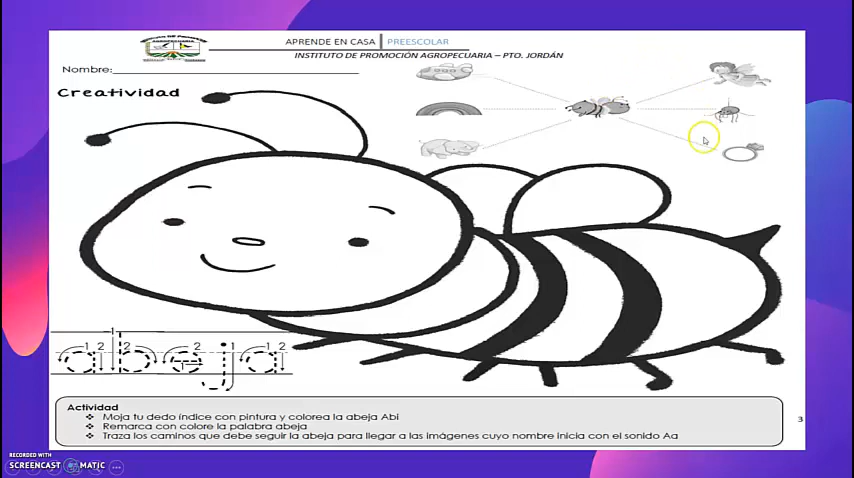 APRENDE EN CASA PREESCOLAR
INSTITUTO DE PROMOCIÓN AGROPECUARIA – PTO. JORDÁN
Nombre:
Creatividad
abeja
Actividad
Moja tu dedo índice con pintura y colorea la abeja Abi
Remarca con colore la palabra abeja
Traza los caminos que debe seguir la abeja para llegar a las imágenes cuyo nombre inicia con el sonido Aa
3
RECORDED WITH
SCREENCAST MATIC